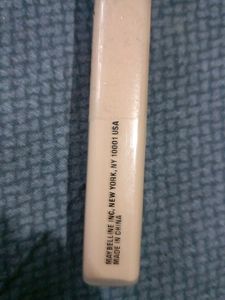 MAYBELLINE INC. NEW YORK, NY 10001 USA
MADE IN CHINA